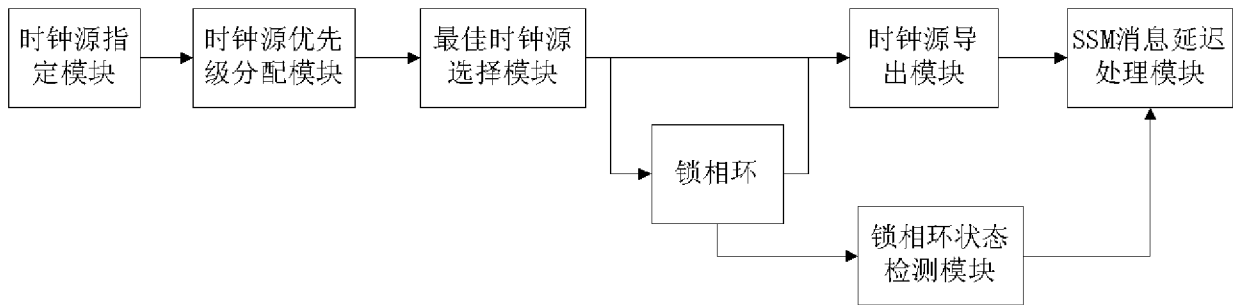 时钟源指
定模块
时钟源优先
级分配模块
最佳时钟源
选择模块
时钟源导
出模块
SSM消息延迟
处理模块
锁相环
锁相环状态
检测模块